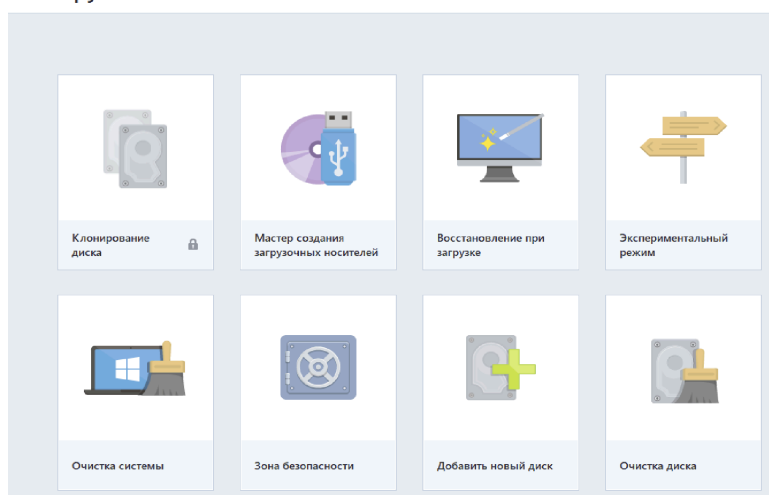 Клонирование
диска
Мастер создания
загрузочных носителей
Восстановление при
загрузке
Экспериментальный
режим
Очистка системы
Зона безопасности
Добавить новый диск
Очистка диска